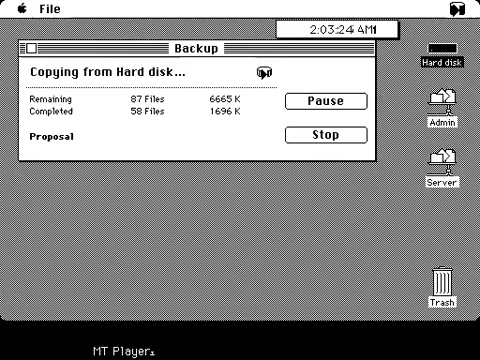 File
2:03:24 AM
Backup
Copying from Hard disk...
Remaining 87 Files 6665 K
Completed 58 Files 1696 K
Proposal
Pause
Stop
Hard disk
Admin
Server
Trash
MT Player